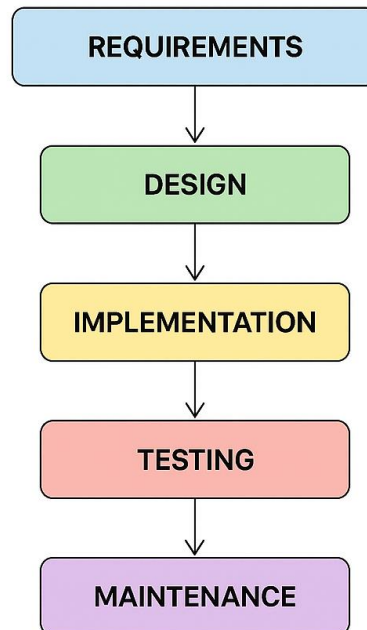 REQUIREMENTS
DESIGN
IMPLEMENTATION
TESTING
MAINTENANCE